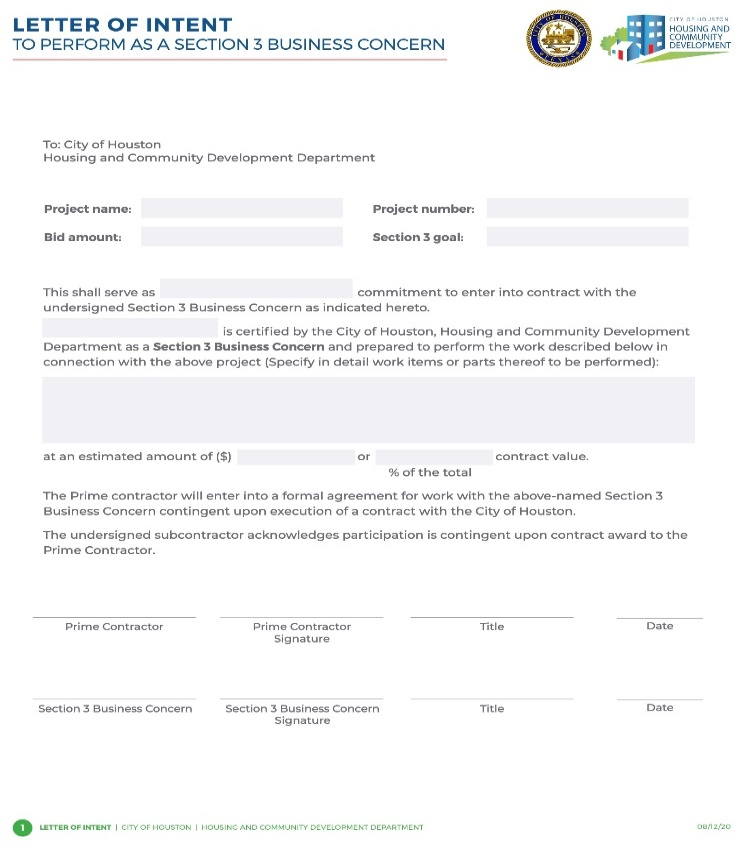 LETTER OF INTENT
TO PERFORM AS A SECTION 3 BUSINESS CONCERN
CITY OF HOUSTON
HOUSING AND
COMMUNITY
DEVELOPMENT
To: City of Houston
Housing and Community Development Department
Project name: Project number:
Bid amount: Section 3 goal:
This shall serve as commitment to enter into contract with the
undersigned Section 3 Business Concern as indicated hereto.
is certified by the City of Houston, Housing and Community Development
Department as a Section 3 Business Concern and prepared to perform the work described below in
connection with the above project (Specify in detail work items or parts thereof to be performed):
at an estimated amount of ($) or contract value.
% of the total
The Prime contractor will enter into a formal agreement for work with the above-named Section 3
Business Concern contingent upon execution of a contract with the City of Houston.
The undersigned subcontractor acknowledges participation is contingent upon contract award to the
Prime Contractor.
Prime Contractor Prime Contractor Title Date
Signature
Section 3 Business Concern Section 3 Business Concern Title Date
Signature
1 LETTER OF INTENT | CITY OF HOUSTON | HOUSING AND COMMUNITY DEVELOPMENT DEPARTMENT 08/12/20